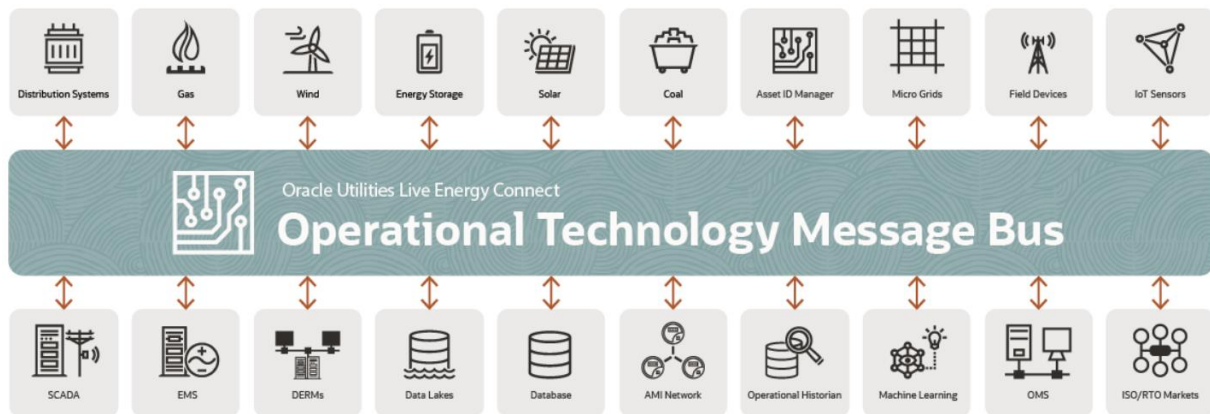 Distribution Systems
Gas
Wind
Energy Storage
Solar
Coal
Asset ID Manager
Micro Grids
Field Devices
IoT Sensors
Oracle Utilities Live Energy Connect
Operational Technology Message Bus
SCADA
EMS
DERMs
Data Lakes
Database
AMI Network
Operational Historian
Machine Learning
OMS
ISO/RTO Markets